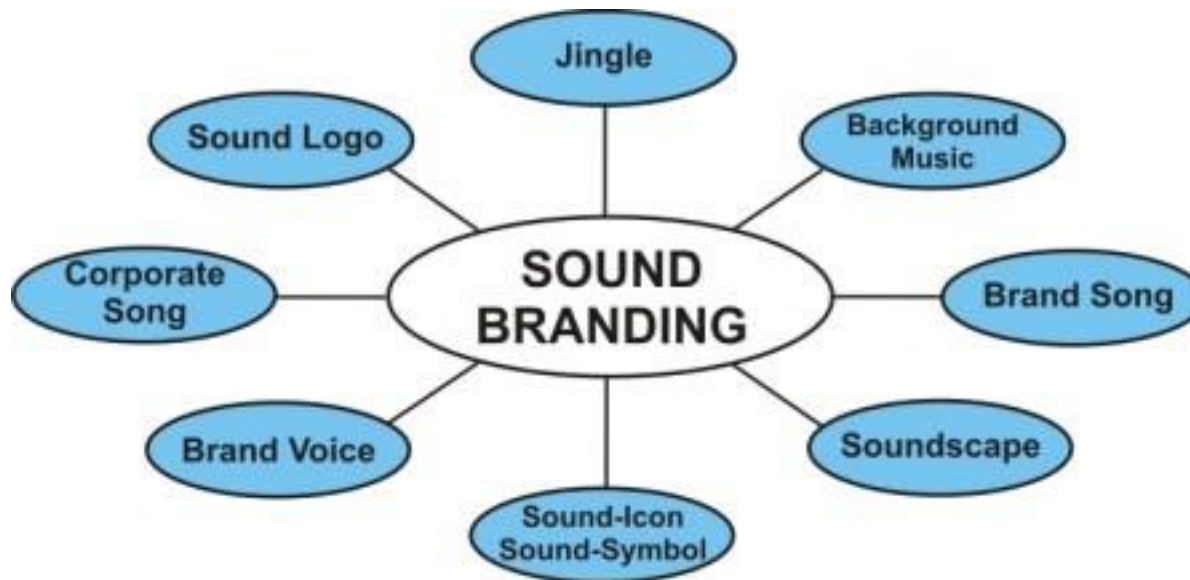 Jingle
Sound Logo
Background
Music
SOUND
BRANDING
Corporate
Song
Brand Song
Brand Voice
Soundscape
Sound-Icon
Sound-Symbol